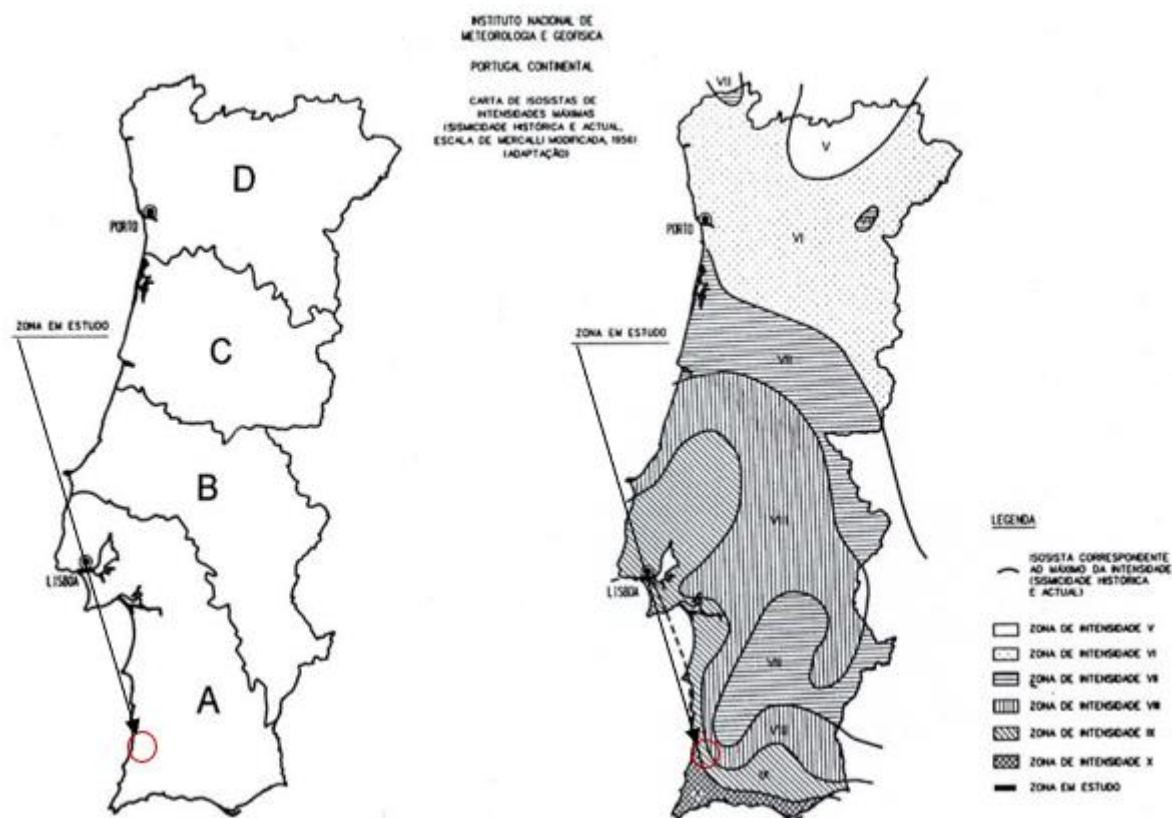 INSTITUTO NACIONAL DE
METEOROLOGIA E GEOFISICA
PORTUGAL CONTINENTAL
CARTA DE ISOSISTAS DE
INTENSIDADES MÁXIMAS
(SISMICIDADE HISTÓRICA E ACTUAL,
ESCALA DE MERCALLI MODIFICADA, 1956)
(ADAPTAÇÃO)
D
PORTO
ZONA EM ESTUDO
C
B
LISBOA
A
VII
V
PORTO
VI
ZONA EM ESTUDO
VII
VIII
LISBOA
VII
VIII
IX
LEGENDA
ISOSISTA CORRESPONDENTE
AO MÁXIMO DA INTENSIDADE
(SISMICIDADE HISTÓRICA
E ACTUAL)
ZONA DE INTENSIDADE V
ZONA DE INTENSIDADE VI
ZONA DE INTENSIDADE VII
ZONA DE INTENSIDADE VIII
ZONA DE INTENSIDADE IX
ZONA DE INTENSIDADE X
ZONA EM ESTUDO